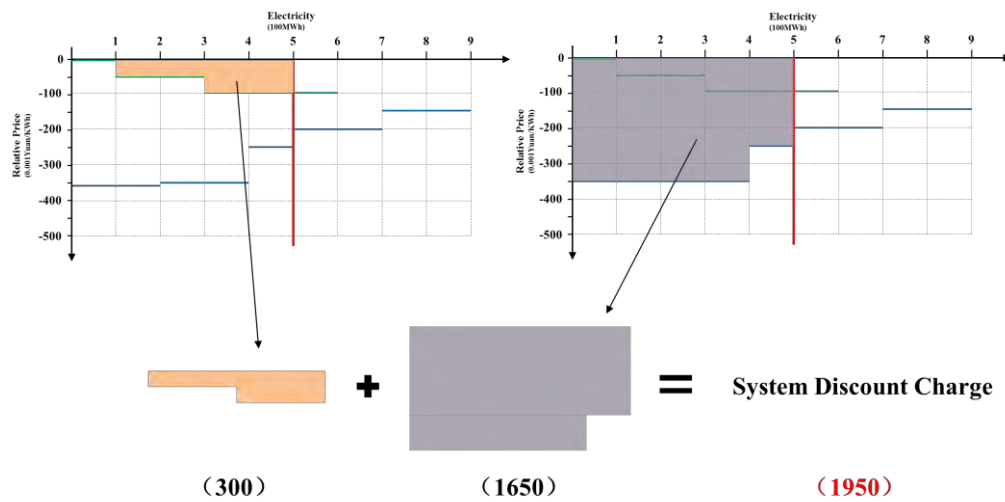 Electricity
(100MWh)
1 2 3 4 5 6 7 8 9
0
-100
-200
-300
-400
-500
Relative Price
(0.001Yuan/KWh)
Electricity
(100MWh)
1 2 3 4 5 6 7 8 9
0
-100
-200
-300
-400
-500
Relative Price
(0.001Yuan/KWh)
+ = System Discount Charge
（300） （1650） （1950）